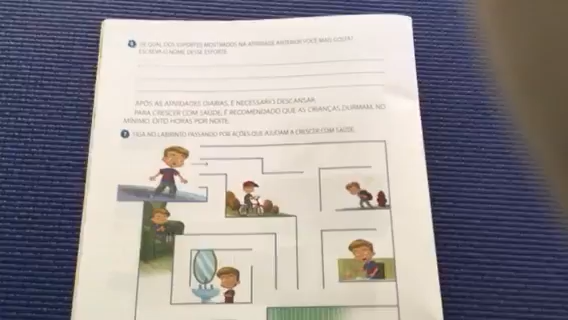 DE QUAL DOS ESPORTES MOSTRADOS NA ATIVIDADE ANTERIOR VOCÊ MAIS GOSTA?
ESCREVA O NOME DESSE ESPORTE.
APÓS AS ATIVIDADES DIÁRIAS, É NECESSÁRIO DESCANSAR.
PARA CRESCER COM SAÚDE, É RECOMENDADO QUE AS CRIANÇAS DURMAM, NO
MÍNIMO, OITO HORAS POR NOITE.
SIGA NO LABIRINTO PASSANDO POR AÇÕES QUE AJUDAM A CRESCER COM SAÚDE.